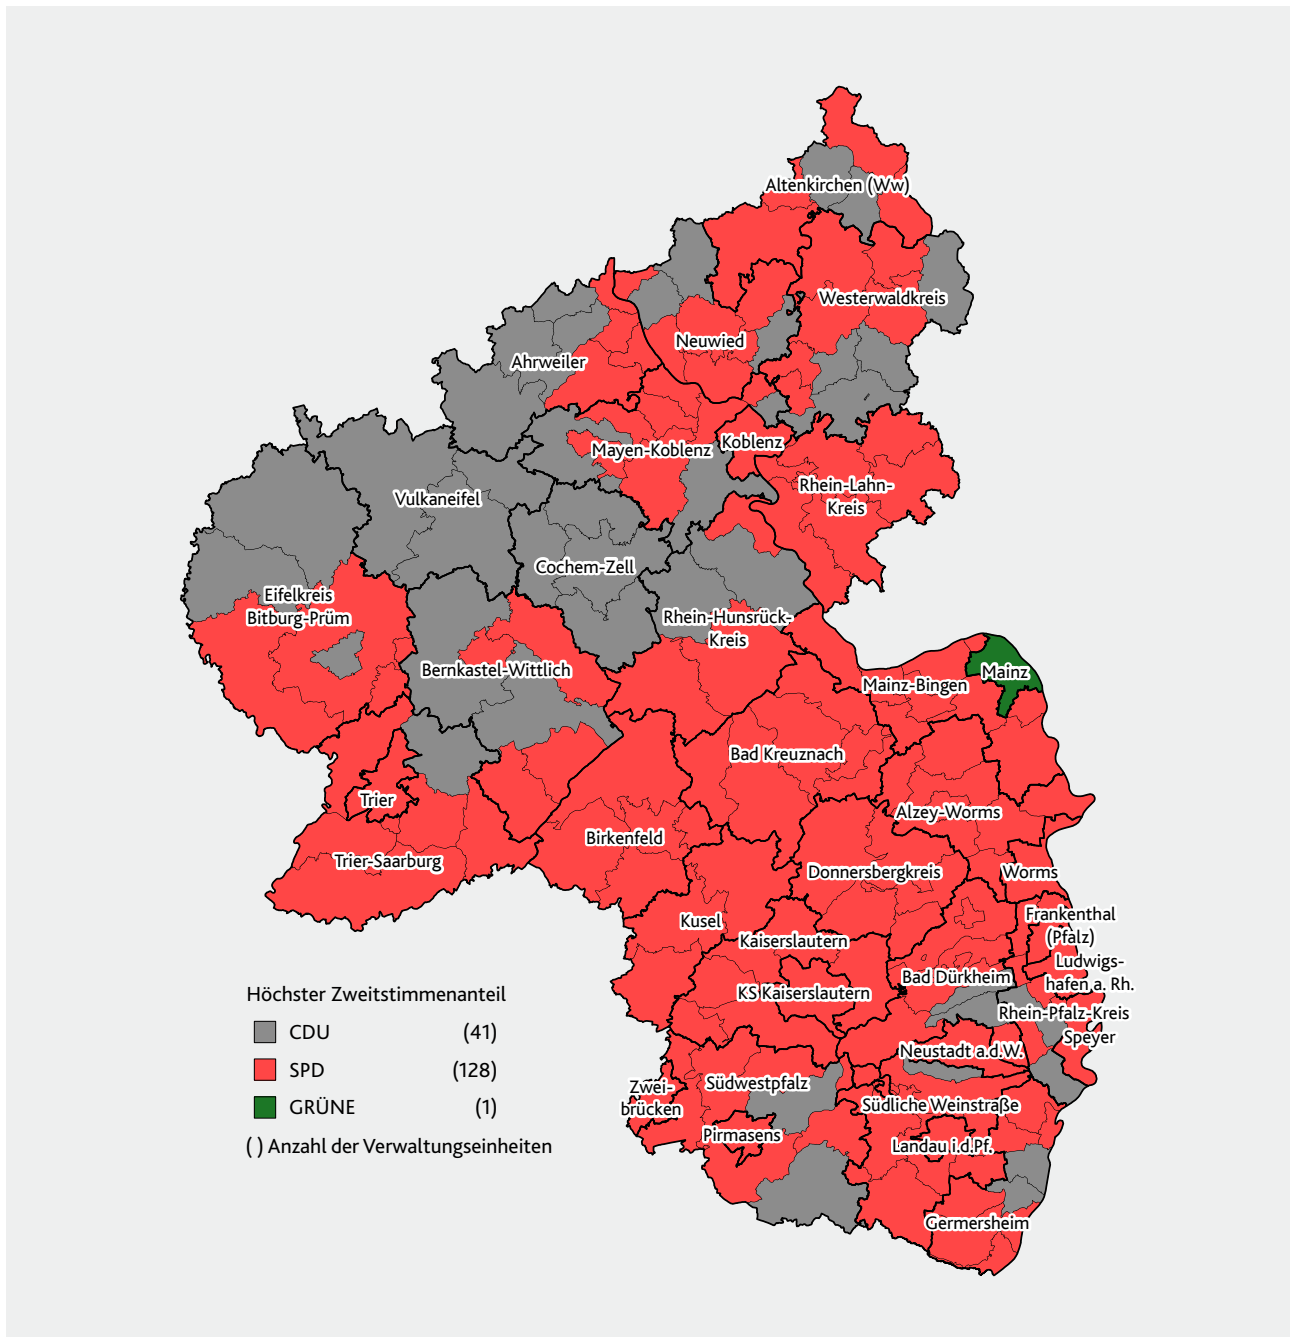 Altenkirchen (Ww)
Westerwaldkreis
Neuwied
Ahrweiler
Koblenz
Mayen-Koblenz
Rhein-Lahn-
Kreis
Vulkaneifel
Cochem-Zell
Eifelkreis
Bitburg-Prüm
Rhein-Hunsrück-
Kreis
Bernkastel-Wittlich
Mainz
Mainz-Bingen
Bad Kreuznach
Trier
Alzey-Worms
Birkenfeld
Trier-Saarburg
Donnersbergkreis
Worms
Frankenthal
(Pfalz)
Kusel
Kaiserslautern
Ludwigs-
hafen a. Rh.
Bad Dürkheim
KS Kaiserslautern
Rhein-Pfalz-Kreis
Speyer
Neustadt a.d.W.
Südwestpfalz
Zwei-
brücken
Südliche Weinstraße
Pirmasens
Landau i.d.Pf.
Germersheim
Höchster Zweitstimmenanteil
CDU (41)
SPD (128)
GRÜNE (1)
( ) Anzahl der Verwaltungseinheiten